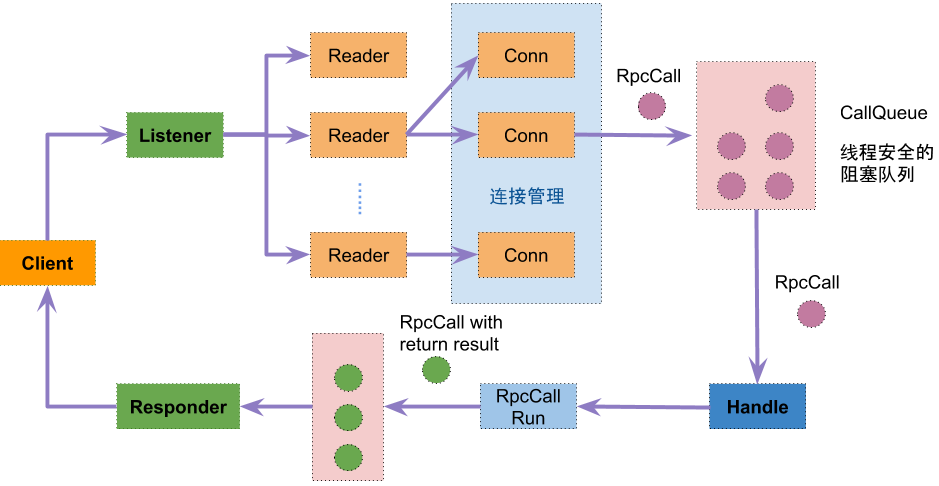 Reader
Conn
RpcCall
CallQueue
Listener
Reader
Conn
线程安全的
阻塞队列
连接管理
Client
Reader
Conn
RpcCall
RpcCall with
return result
Responder
RpcCall
Run
Handle